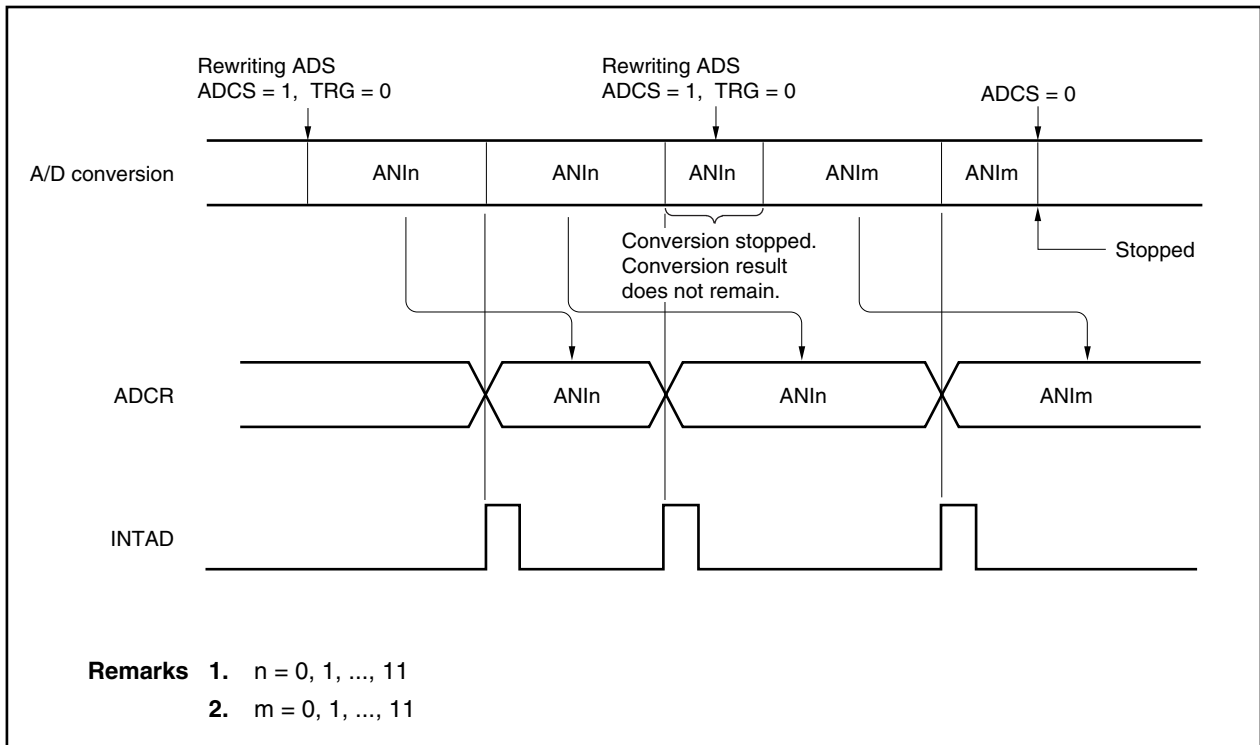 Rewriting ADS
ADCS = 1, TRG = 0
Rewriting ADS
ADCS = 1, TRG = 0
ADCS = 0
A/D conversion
ANIn
ANIn
ANIn
ANIm
ANIm
Conversion stopped.
Conversion result
does not remain.
Stopped
ADCR
ANIn
ANIn
ANIm
INTAD
Remarks 1. n = 0, 1, ..., 11
2. m = 0, 1, ..., 11